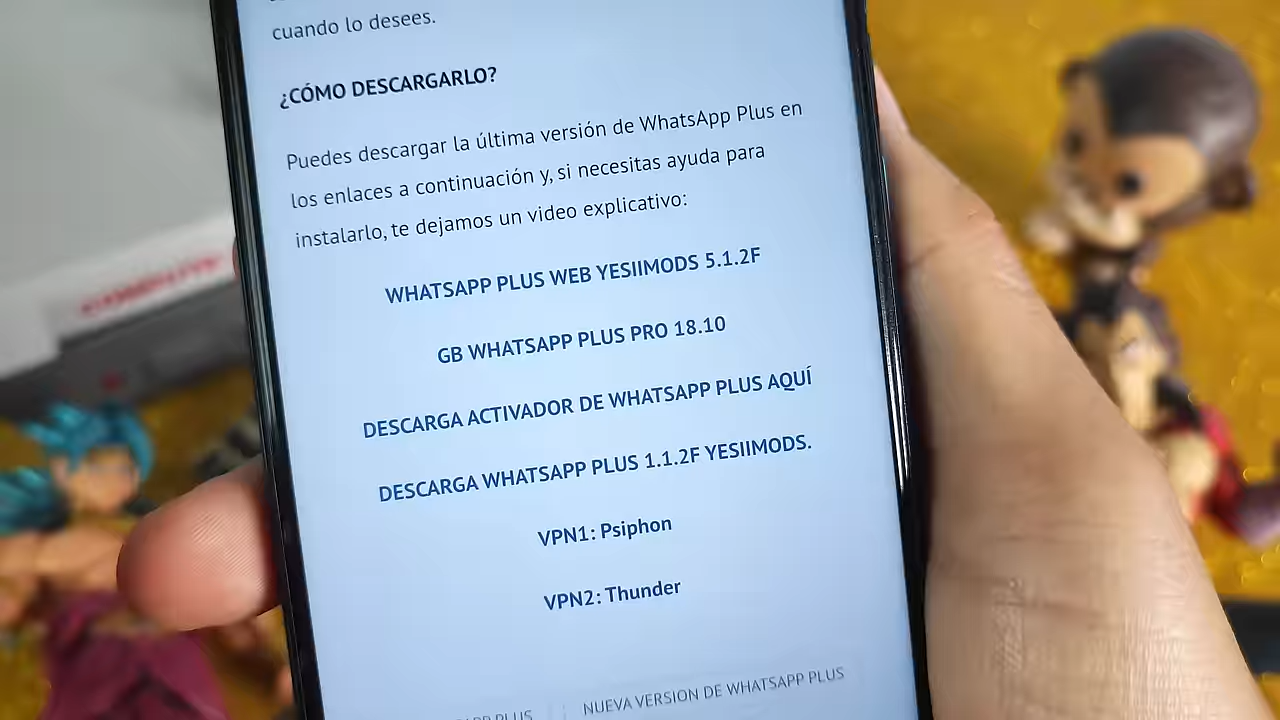 cuando lo desees.
¿CÓMO DESCARGARLO?
Puedes descargar la última versión de WhatsApp Plus en
los enlaces a continuación y, si necesitas ayuda para
instalarlo, te dejamos un video explicativo:
WHATSAPP PLUS WEB YESIIMODS 5.1.2F
GB WHATSAPP PLUS PRO 18.10
DESCARGA ACTIVADOR DE WHATSAPP PLUS AQUÍ
DESCARGA WHATSAPP PLUS 1.1.2F YESIIMODS.
VPN1: Psiphon
VPN2: Thunder
PLUS
NUEVA VERSION DE WHATSAPP PLUS